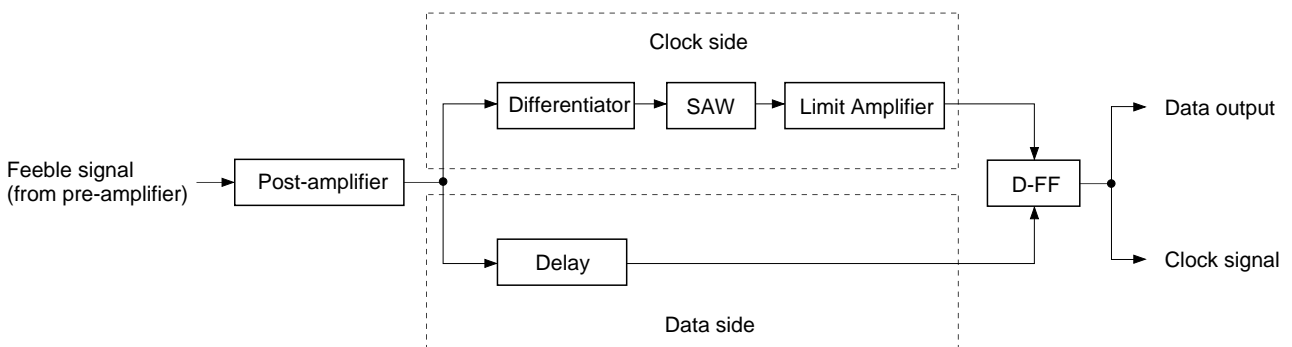 Clock side
Differentiator
SAW
Limit Amplifier
Data output
Feeble signal
(from pre-amplifier)
Post-amplifier
D-FF
Delay
Clock signal
Data side